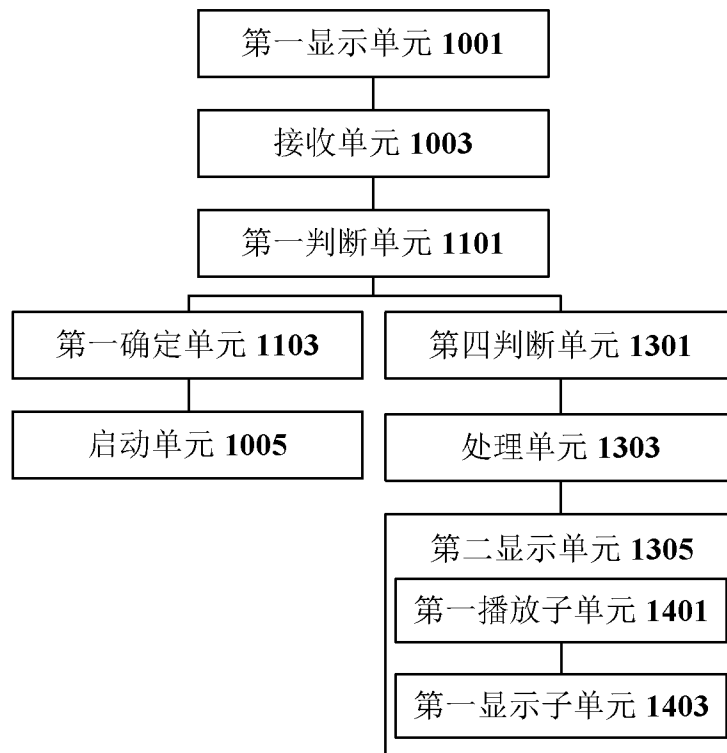 第一显示单元 1001
接收单元 1003
第一判断单元 1101
第一确定单元 1103
第四判断单元 1301
启动单元 1005
处理单元 1303
第二显示单元 1305
第一播放子单元 1401
第一显示子单元 1403